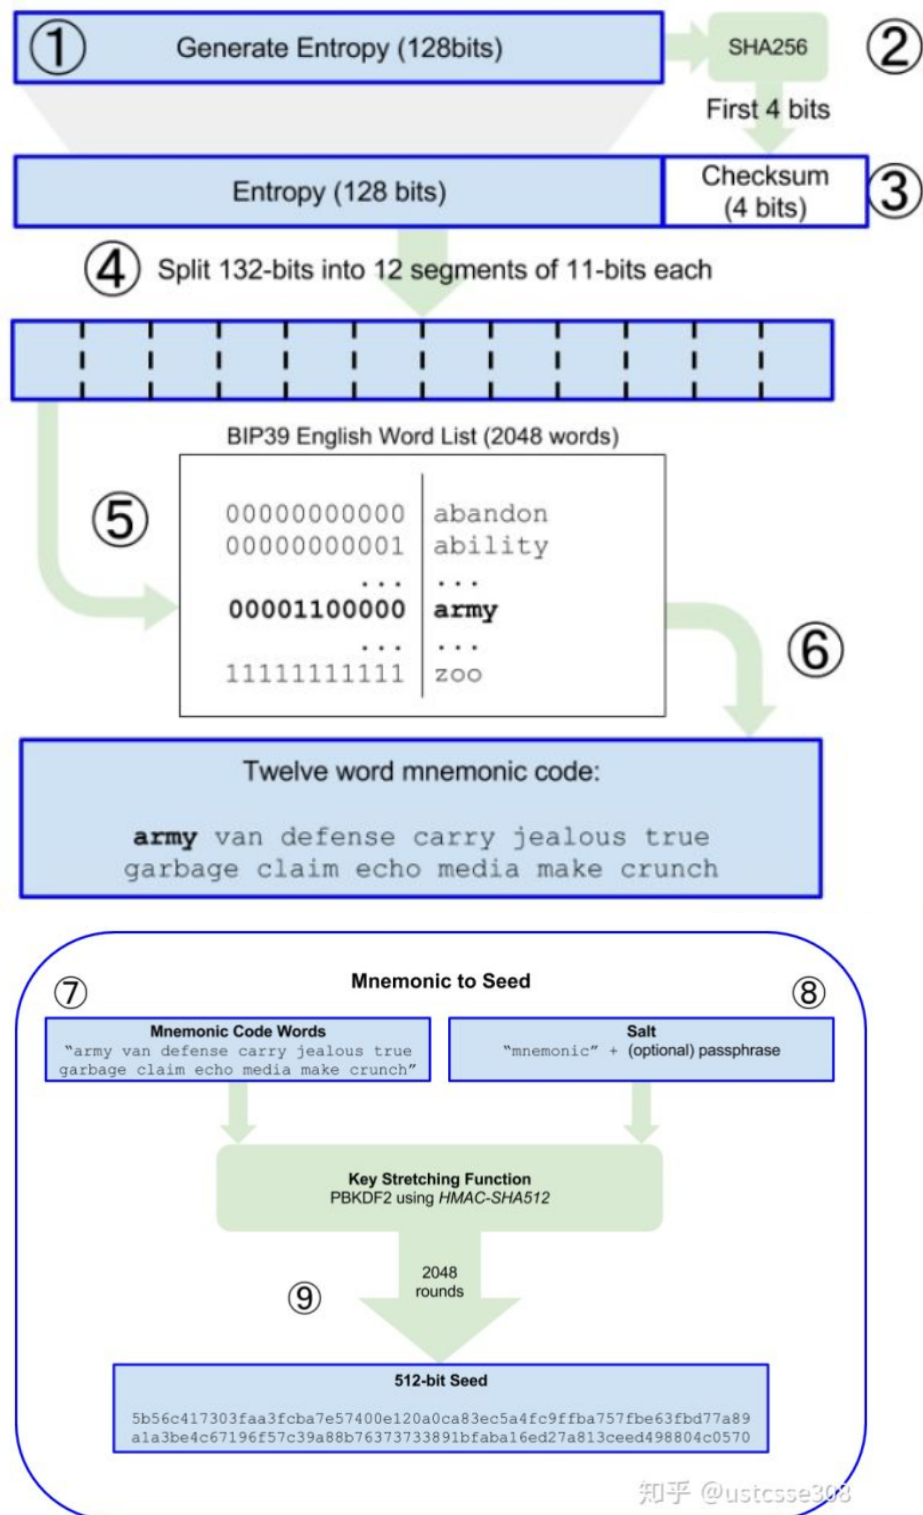 ① Generate Entropy (128bits)
SHA256 ②
First 4 bits
Entropy (128 bits)
Checksum
(4 bits) ③
④ Split 132-bits into 12 segments of 11-bits each
BIP39 English Word List (2048 words)
⑤
00000000000 abandon
00000000001 ability
... ...
00001100000 army
... ...
11111111111 zoo
⑥
Twelve word mnemonic code:
army van defense carry jealous true
garbage claim echo media make crunch
Mnemonic to Seed
⑦
Mnemonic Code Words
"army van defense carry jealous true
garbage claim echo media make crunch"
⑧
Salt
"mnemonic" + (optional) passphrase
Key Stretching Function
PBKDF2 using HMAC-SHA512
⑨
2048
rounds
512-bit Seed
5b56c417303faa3fcba7e57400e120a0ca83ec5a4fc9ffba757fbe63fbd77a89
a1a3be4c67196f57c39a88b76373733891bfaba16ed27a813ceed498804c0570
知乎 @ustcsse308